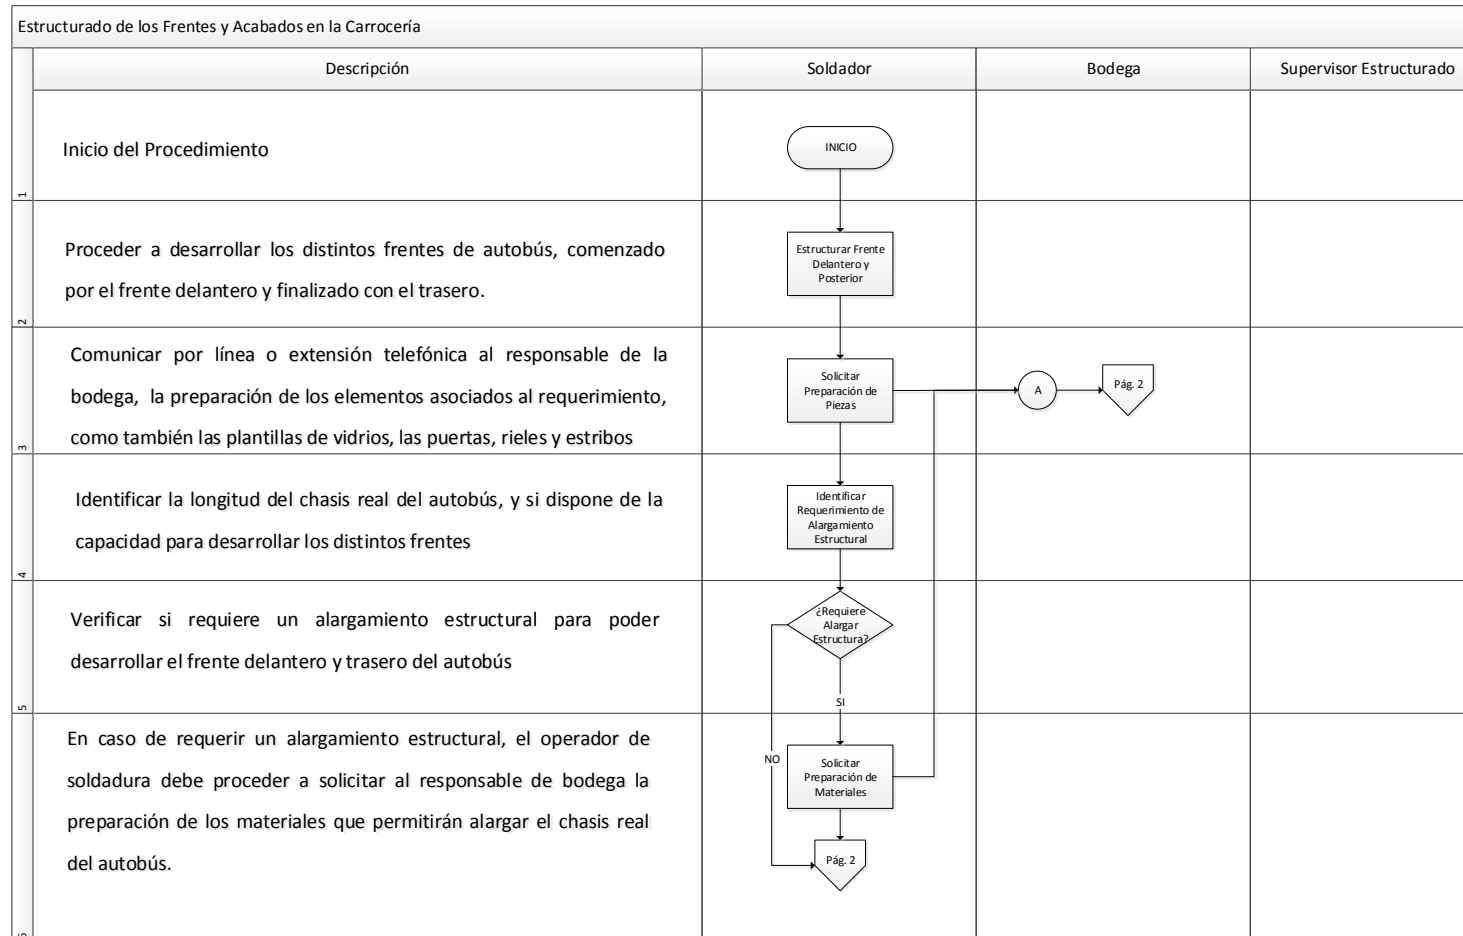 Estructurado de los Frentes y Acabados en la Carrocería
Descripción
Soldador
Bodega
Supervisor Estructurado
Inicio del Procedimiento
INICIO
1
Proceder a desarrollar los distintos frentes de autobús, comenzado
por el frente delantero y finalizado con el trasero.
Estructurar Frente
Delantero y
Posterior
2
Comunicar por línea o extensión telefónica al responsable de la
bodega, la preparación de los elementos asociados al requerimiento,
como también las plantillas de vidrios, las puertas, rieles y estribos
Solicitar
Preparación de
Piezas
A
Pág. 2
3
Identificar la longitud del chasis real del autobús, y si dispone de la
capacidad para desarrollar los distintos frentes
Identificar
Requerimiento de
Alargamiento
Estructural
4
Verificar si requiere un alargamiento estructural para poder
desarrollar el frente delantero y trasero del autobús
¿Requiere
Alargar
Estructura?
SI
5
En caso de requerir un alargamiento estructural, el operador de
soldadura debe proceder a solicitar al responsable de bodega la
preparación de los materiales que permitirán alargar el chasis real
del autobús.
NO
Solicitar
Preparación de
Materiales
Pág. 2